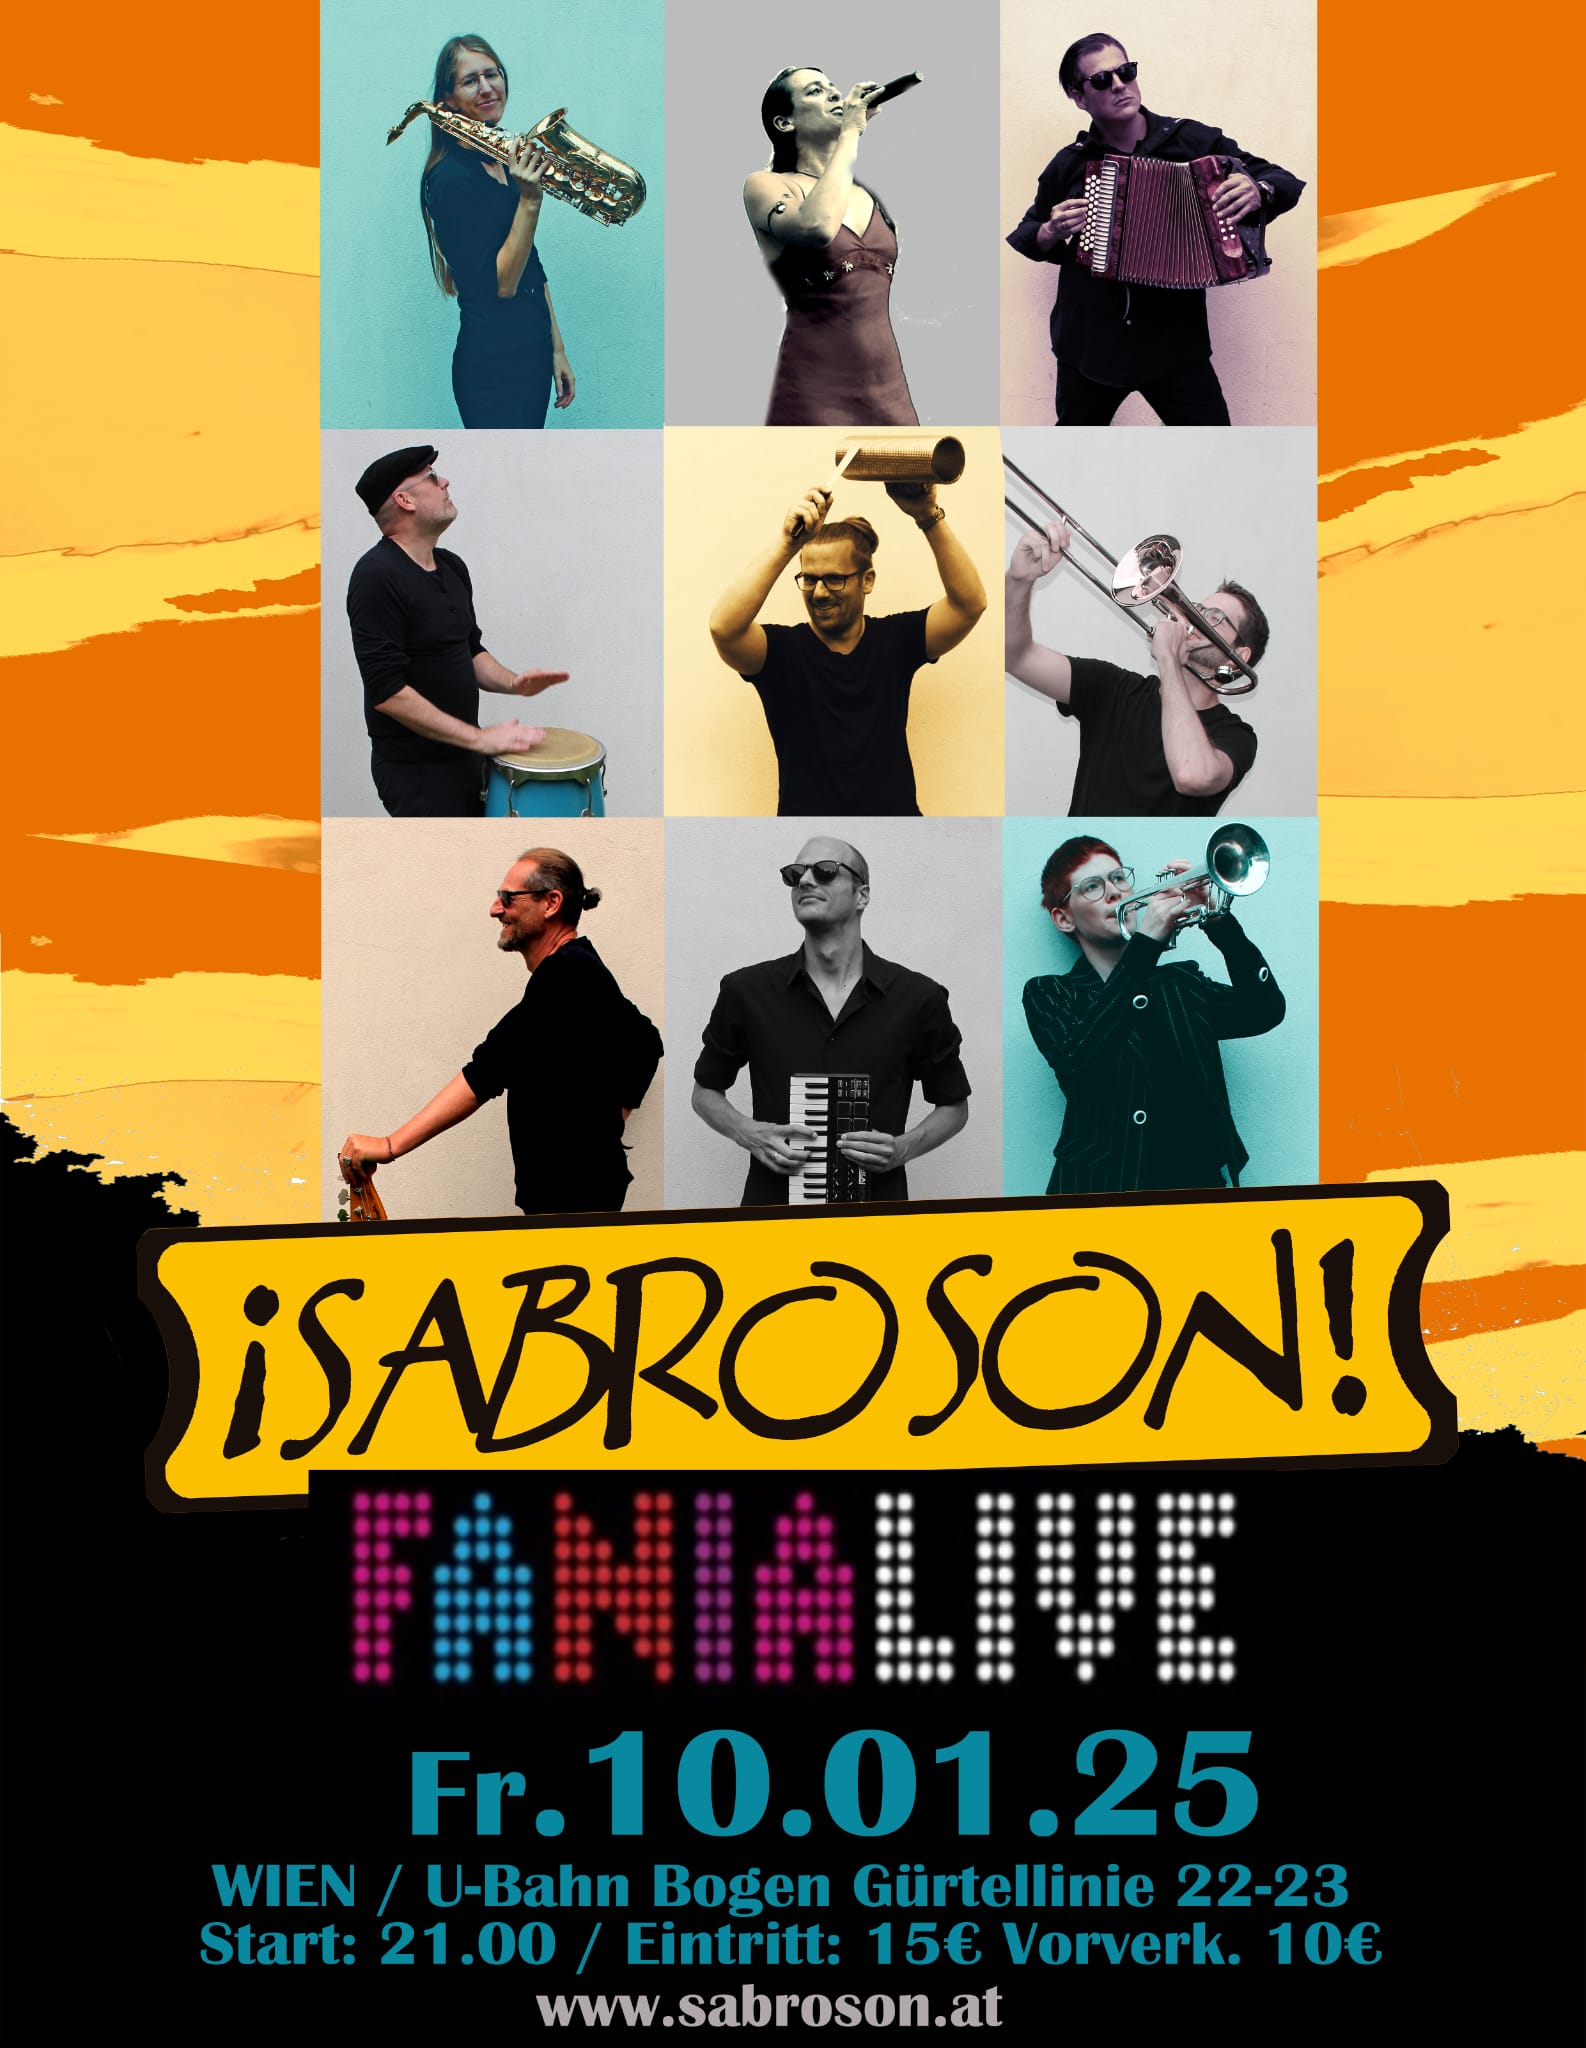 ¡SABROSON!
FANIALIVE
Fr.10.01.25
WIEN / U-Bahn Bogen Gürtellinie 22-23
Start: 21.00 / Eintritt: 15€ Vorverk. 10€
www.sabroson.at